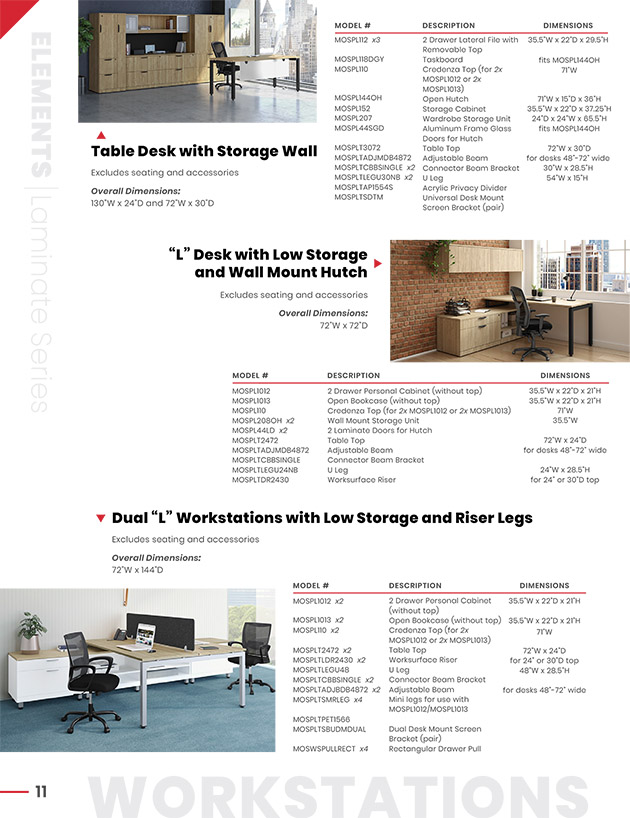 ELEMENTS | Laminate Series
MODEL # DESCRIPTION DIMENSIONS
MOSPL112 x3 2 Drawer Lateral File with 35.5"W x 22"D x 29.5"H
Removable Top
MOSPL118DGY Taskboard fits MOSPL144OH
MOSPL110 Credenza Top (for 2x 71"W
MOSPL1012 or 2x
MOSPL1013)
MOSPL144OH Open Hutch 71"W x 15"D x 36"H
MOSPL152 Storage Cabinet 35.5"W x 22"D x 37.25"H
MOSPL207 Wardrobe Storage Unit 24"D x 24"W x 65.5"H
MOSPL44SGD Aluminum Frame Glass fits MOSPL144OH
Doors for Hutch
MOSPLT3072 Table Top 72"W x 30"D
MOSPLTADJMDB4872 Adjustable Beam for desks 48"-72" wide
MOSPLTCBBSINGLE x2 Connector Beam Bracket 30"W x 28.5"H
MOSPLTLEGU30NB x2 U Leg 54"W x 15"H
MOSPLTAP1554S Acrylic Privacy Divider
MOSPLTSDTM Universal Desk Mount
Screen Bracket (pair)
Table Desk with Storage Wall
Excludes seating and accessories
Overall Dimensions:
130"W x 24"D and 72"W x 30"D
“L” Desk with Low Storage
and Wall Mount Hutch
Excludes seating and accessories
Overall Dimensions:
72"W x 72"D
MODEL # DESCRIPTION DIMENSIONS
MOSPL1012 2 Drawer Personal Cabinet (without top) 35.5"W x 22"D x 21"H
MOSPL1013 Open Bookcase (without top) 35.5"W x 22"D x 21"H
MOSPL110 Credenza Top (for 2x MOSPL1012 or 2x MOSPL1013) 71"W
MOSPL208OH x2 Wall Mount Storage Unit 35.5"W
MOSPL44LD x2 2 Laminate Doors for Hutch
MOSPLT2472 Table Top 72"W x 24"D
MOSPLTADJMDB4872 Adjustable Beam for desks 48"-72" wide
MOSPLTCBBSINGLE Connector Beam Bracket
MOSPLTLEGU24NB U Leg 24"W x 28.5"H
MOSPLTDR2430 Worksurface Riser for 24" or 30"D top
Dual “L” Workstations with Low Storage and Riser Legs
Excludes seating and accessories
Overall Dimensions:
72"W x 144"D
MODEL # DESCRIPTION DIMENSIONS
MOSPL1012 x2 2 Drawer Personal Cabinet 35.5"W x 22"D x 21"H
(without top)
MOSPL1013 x2 Open Bookcase (without top) 35.5"W x 22"D x 21"H
MOSPL110 x2 Credenza Top (for 2x 71"W
MOSPL1012 or 2x MOSPL1013)
MOSPLT2472 x2 Table Top 72"W x 24"D
MOSPLTLDR2430 x2 Worksurface Riser for 24" or 30"D top
MOSPLTLEGU48 U Leg 48"W x 28.5"H
MOSPLTCBBSINGLE x2 Connector Beam Bracket
MOSPLTADJBDB4872 x2 Adjustable Beam for desks 48"-72" wide
MOSPLTSMRLEG x4 Mini legs for use with
MOSPL1012/MOSPL1013
MOSPLTPET1566
MOSPLTSBUDMDUAL Dual Desk Mount Screen
Bracket (pair)
MOSWSPULLRECT x4 Rectangular Drawer Pull
11
WORKSTATIONS